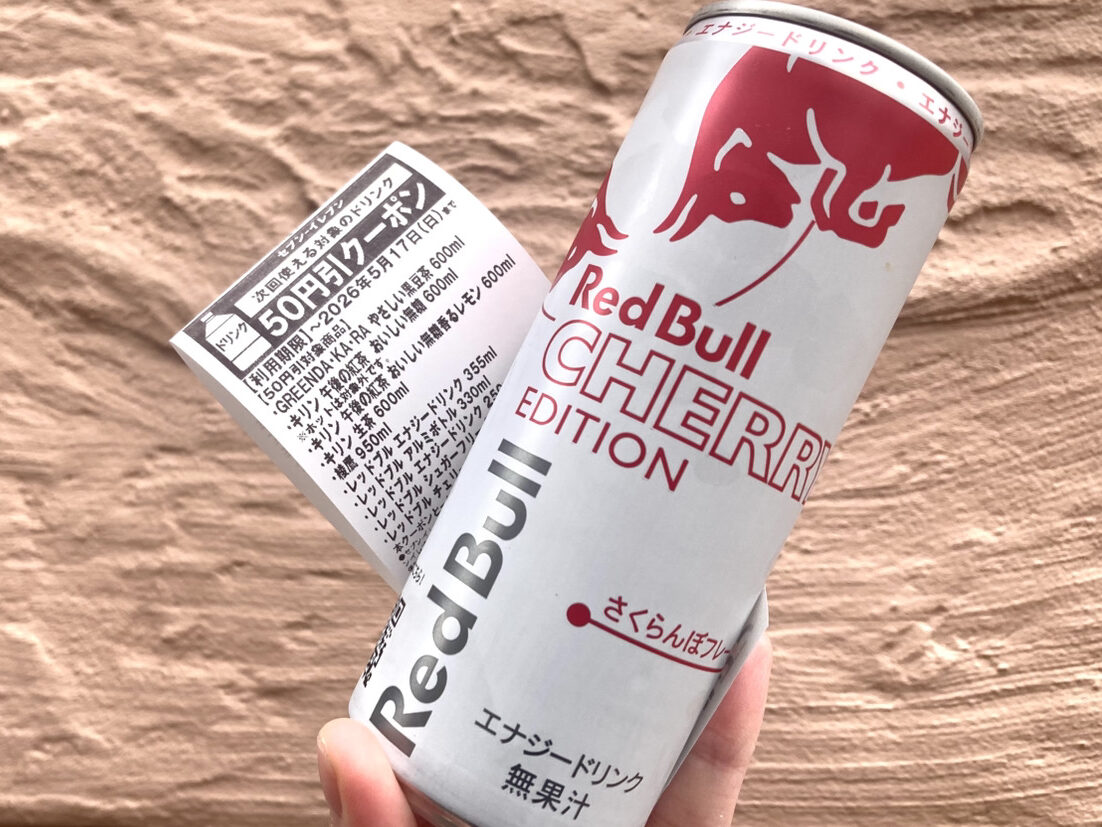 セブン-イレブン
次回使える対象のドリンク
50円引クーポン
ドリンク
[利用期限]~2026年5月17日(日)まで
[50円引対象商品]
・GREENDA・KA・RA やさしい黒豆茶 600ml
・キリン 午後の紅茶 おいしい無糖 600ml
※ホットは対象外です。
・キリン 午後の紅茶 おいしい無糖香るレモン 600ml
・キリン 生茶 600ml
・綾鷹 950ml
・レッドブル エナジードリンク 355ml
・レッドブル アルミボトル 330ml
・レッドブル エナジードリンク
・レッドブル シュガーフリー
・レッドブル チェリー
エナジードリンク・エナジー
Red Bull
CHERR
EDITION
Red Bull
さくらんぼフレー
エナジードリンク
無果汁